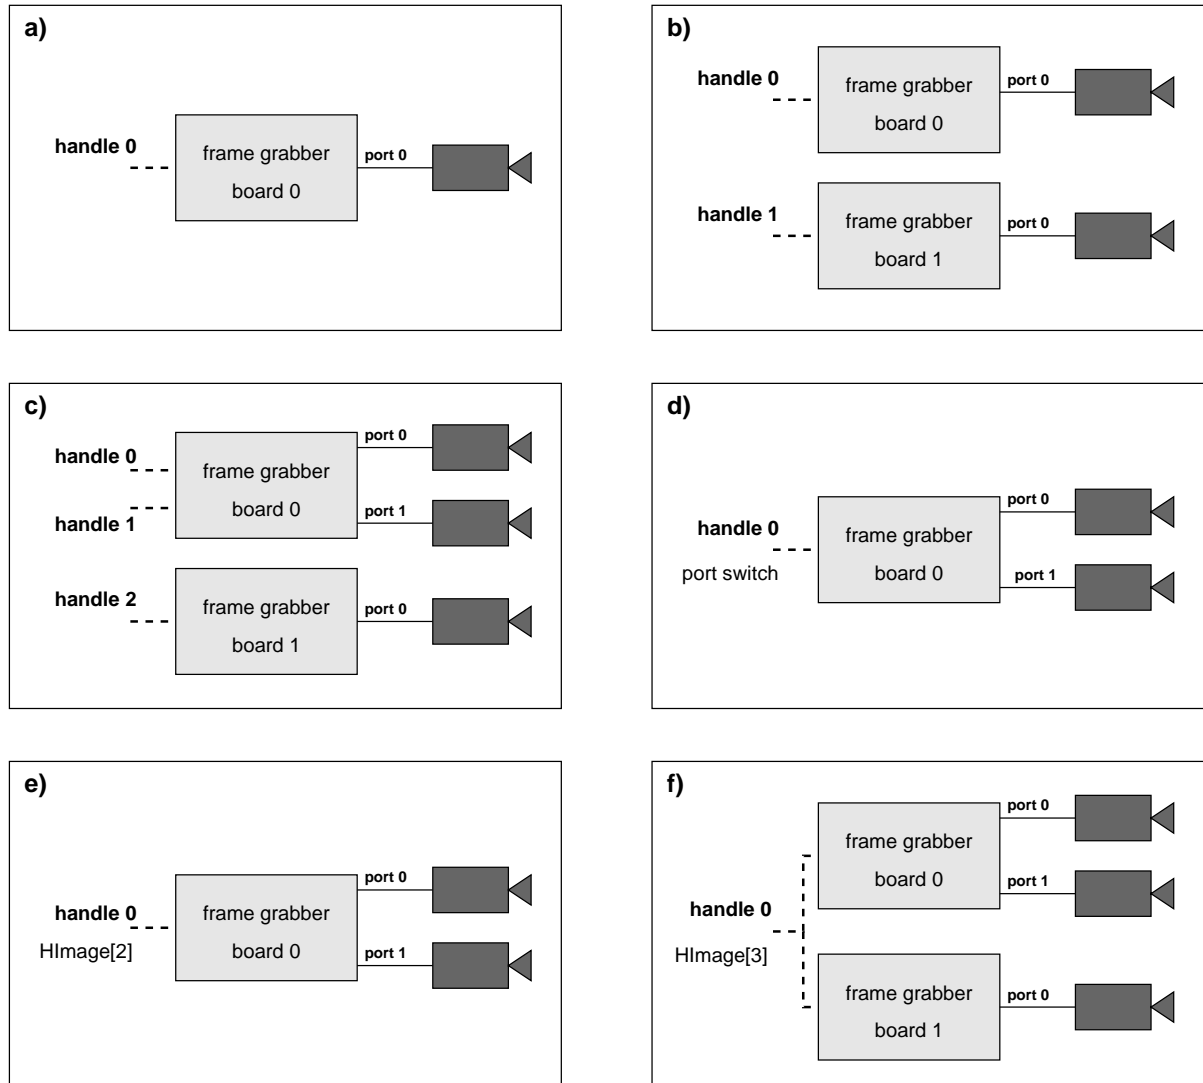 a)
handle 0
frame grabber
board 0
port 0
b)
handle 0
frame grabber
board 0
port 0
handle 1
frame grabber
board 1
port 0
c)
handle 0
handle 1
frame grabber
board 0
port 0
port 1
handle 2
frame grabber
board 1
port 0
d)
handle 0
port switch
frame grabber
board 0
port 0
port 1
e)
handle 0
HImage[2]
frame grabber
board 0
port 0
port 1
f)
handle 0
HImage[3]
frame grabber
board 0
port 0
port 1
frame grabber
board 1
port 0